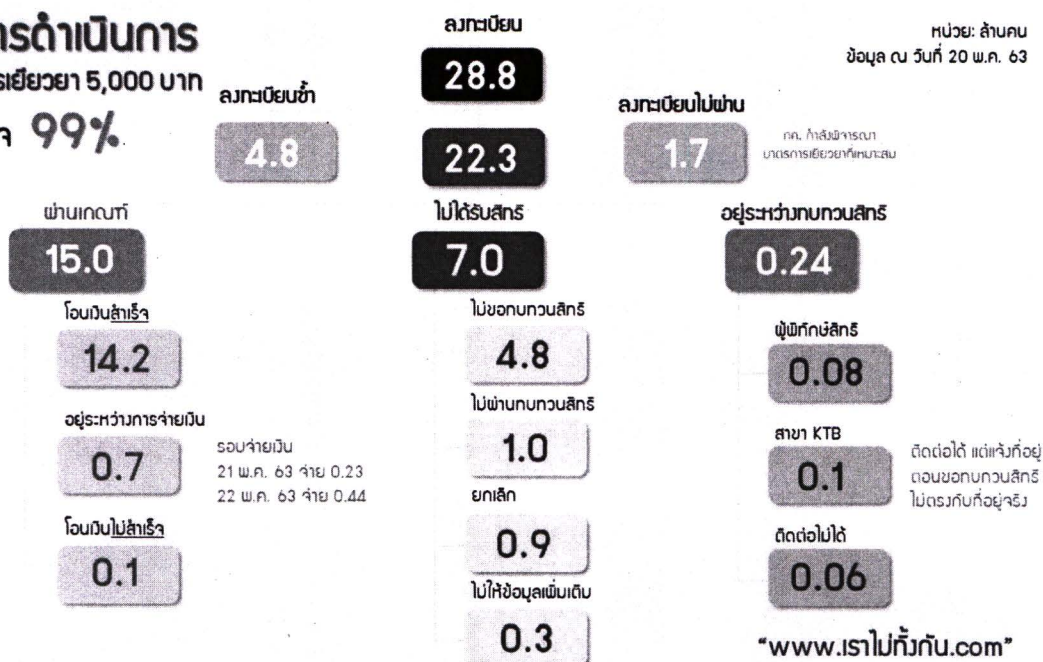 ารดำเนินการ
รเยียวยา 5,000 บาท
จ 99%
ลงทะเบียน
28.8
22.3
หน่วย: ล้านคน
ข้อมูล ณ วันที่ 20 พ.ค. 63
ลงทะเบียนซ้ำ
4.8
ลงทะเบียนไม่ผ่าน
1.7
กค. กำลังพิจารณา
มาตรการเยียวยาที่เหมาะสม
ผ่านเกณฑ์
15.0
โอนเงินสำเร็จ
14.2
อยู่ระหว่างการจ่ายเงิน
0.7
รอบจ่ายเงิน
21 พ.ค. 63 จ่าย 0.23
22 พ.ค. 63 จ่าย 0.44
โอนเงินไม่สำเร็จ
0.1
ไม่ได้รับสิทธิ์
7.0
ไม่ขอทบทวนสิทธิ์
4.8
ไม่ผ่านทบทวนสิทธิ์
1.0
ยกเลิก
0.9
ไม่ให้ข้อมูลเพิ่มเติม
0.3
อยู่ระหว่างทบทวนสิทธิ์
0.24
ผู้พิทักษ์สิทธิ์
0.08
สาขา KTB
0.1
ติดต่อได้ แต่แจ้งที่อยู่
ตอนขอทบทวนสิทธิ์
ไม่ตรงกับที่อยู่จริง
ติดต่อไม่ได้
0.06
“www.เราไม่ทิ้งกัน.com”